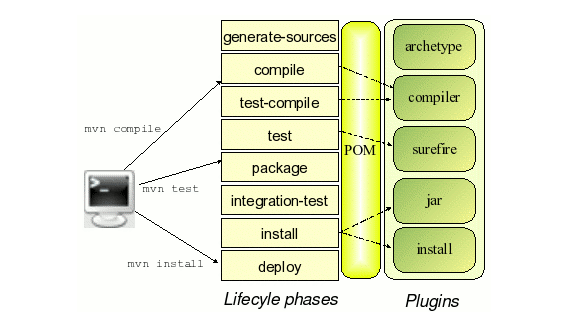 generate-sources
compile
test-compile
test
package
integration-test
install
deploy
mvn compile
mvn test
mvn install
POM
archetype
compiler
surefire
jar
install
Lifecyle phases
Plugins